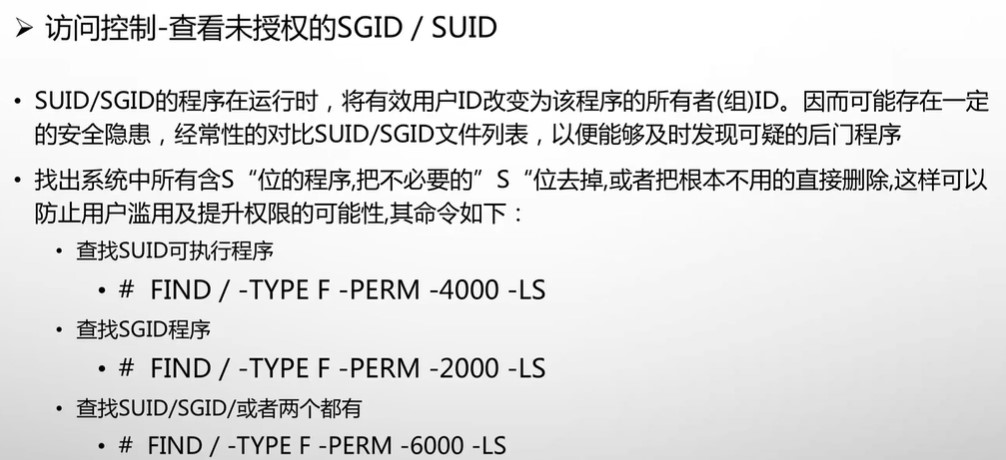 ➢ 访问控制-查看未授权的SGID / SUID
• SUID/SGID的程序在运行时，将有效用户ID改变为该程序的所有者(组)ID。因而可能存在一定
的安全隐患，经常性的对比SUID/SGID文件列表，以便能够及时发现可疑的后门程序
• 找出系统中所有含S“位的程序,把不必要的”S“位去掉,或者把根本不用的直接删除,这样可以
防止用户滥用及提升权限的可能性,其命令如下：
• 查找SUID可执行程序
• # FIND / -TYPE F -PERM -4000 -LS
• 查找SGID程序
• # FIND / -TYPE F -PERM -2000 -LS
• 查找SUID/SGID/或者两个都有
• # FIND / -TYPE F -PERM -6000 -LS